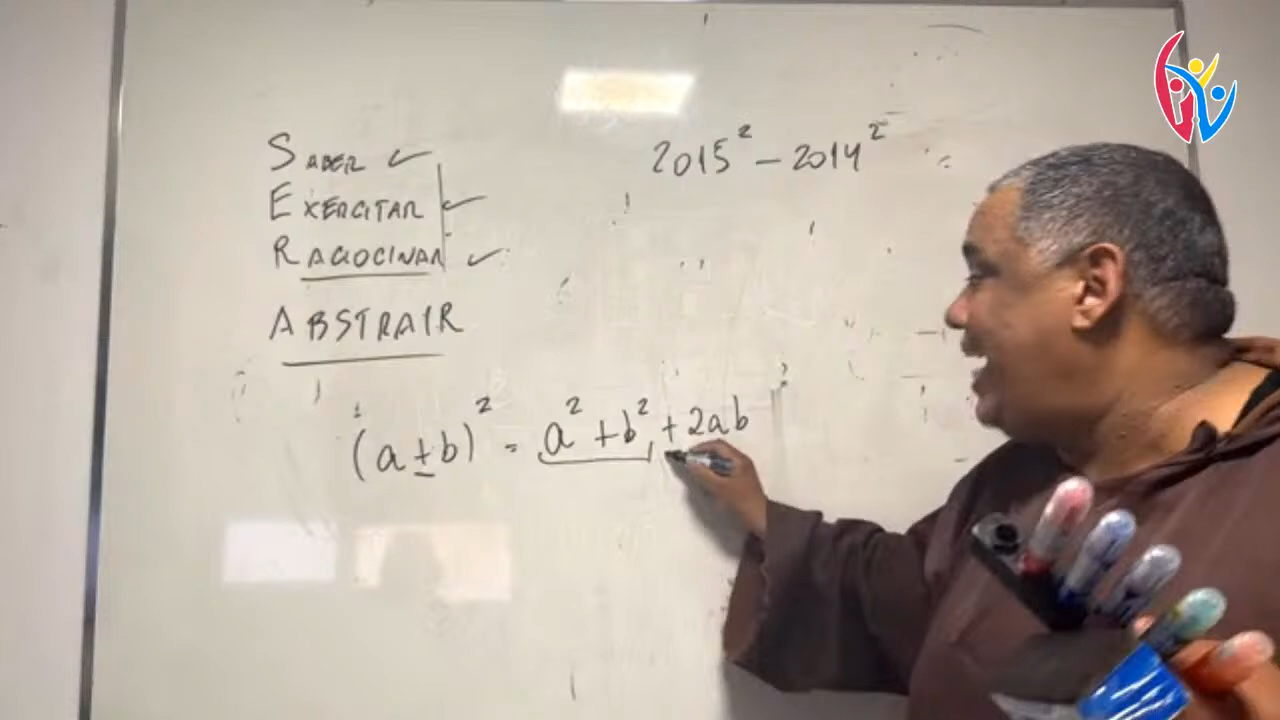 SABER ✓
EXERCITAR ✓
RACIOCINAR ✓
ABSTRAIR
2015² - 2014²
(a ± b)² = a² + b² + 2ab